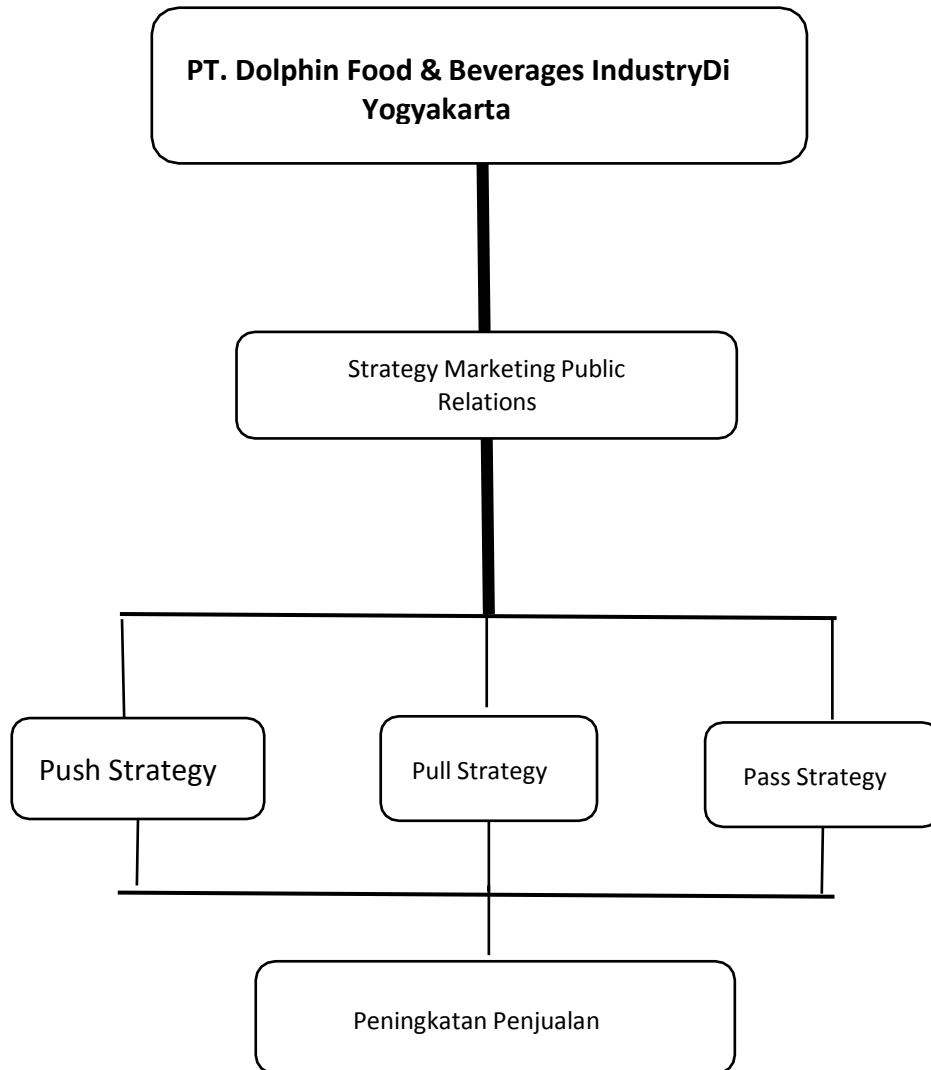 PT. Dolphin Food & Beverages IndustryDi
Yogyakarta
Strategy Marketing Public
Relations
Push Strategy
Pull Strategy
Pass Strategy
Peningkatan Penjualan